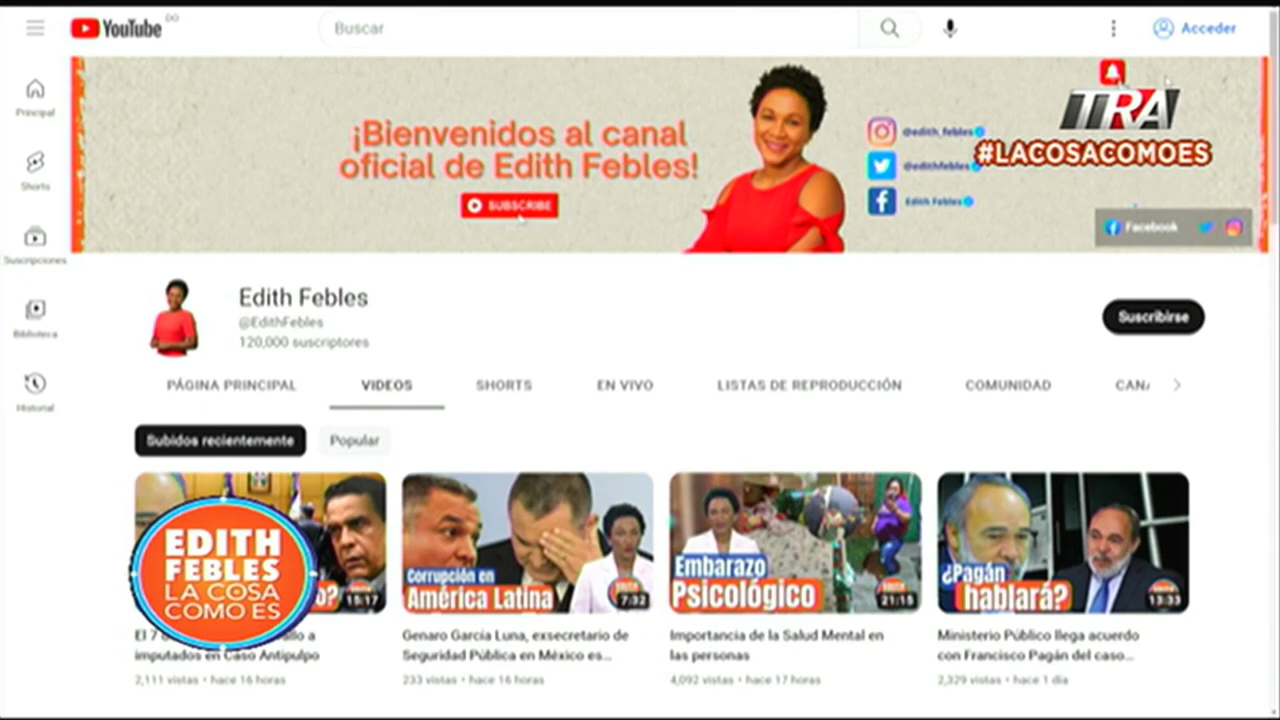 YouTube
DO
Buscar
Acceder
Principal
Shorts
Suscripciones
Biblioteca
Historial
¡Bienvenidos al canal
oficial de Edith Febles!
SUBSCRIBE
@edith_febles
@edithfebles
Edith Febles
TRA
#LACOSACOMOES
Facebook
Edith Febles
@EdithFebles
120,000 suscriptores
Suscribirse
PÁGINA PRINCIPAL
VIDEOS
SHORTS
EN VIVO
LISTAS DE REPRODUCCIÓN
COMUNIDAD
Subidos recientemente
Popular
EDITH
FEBLES
LA COSA
COMO ES
15:17
Corrupción en
América Latina
7:32
Embarazo
Psicológico
21:15
¿Pagán
hablará?
13:33
El 7
a
imputados en Caso Antipulpo
2,111 vistas • hace 16 horas
Genaro García Luna, exsecretario de
Seguridad Pública en México es...
233 vistas • hace 16 horas
Importancia de la Salud Mental en
las personas
4,092 vistas • hace 17 horas
Ministerio Público llega acuerdo
con Francisco Pagán del caso...
2,329 vistas • hace 1 día